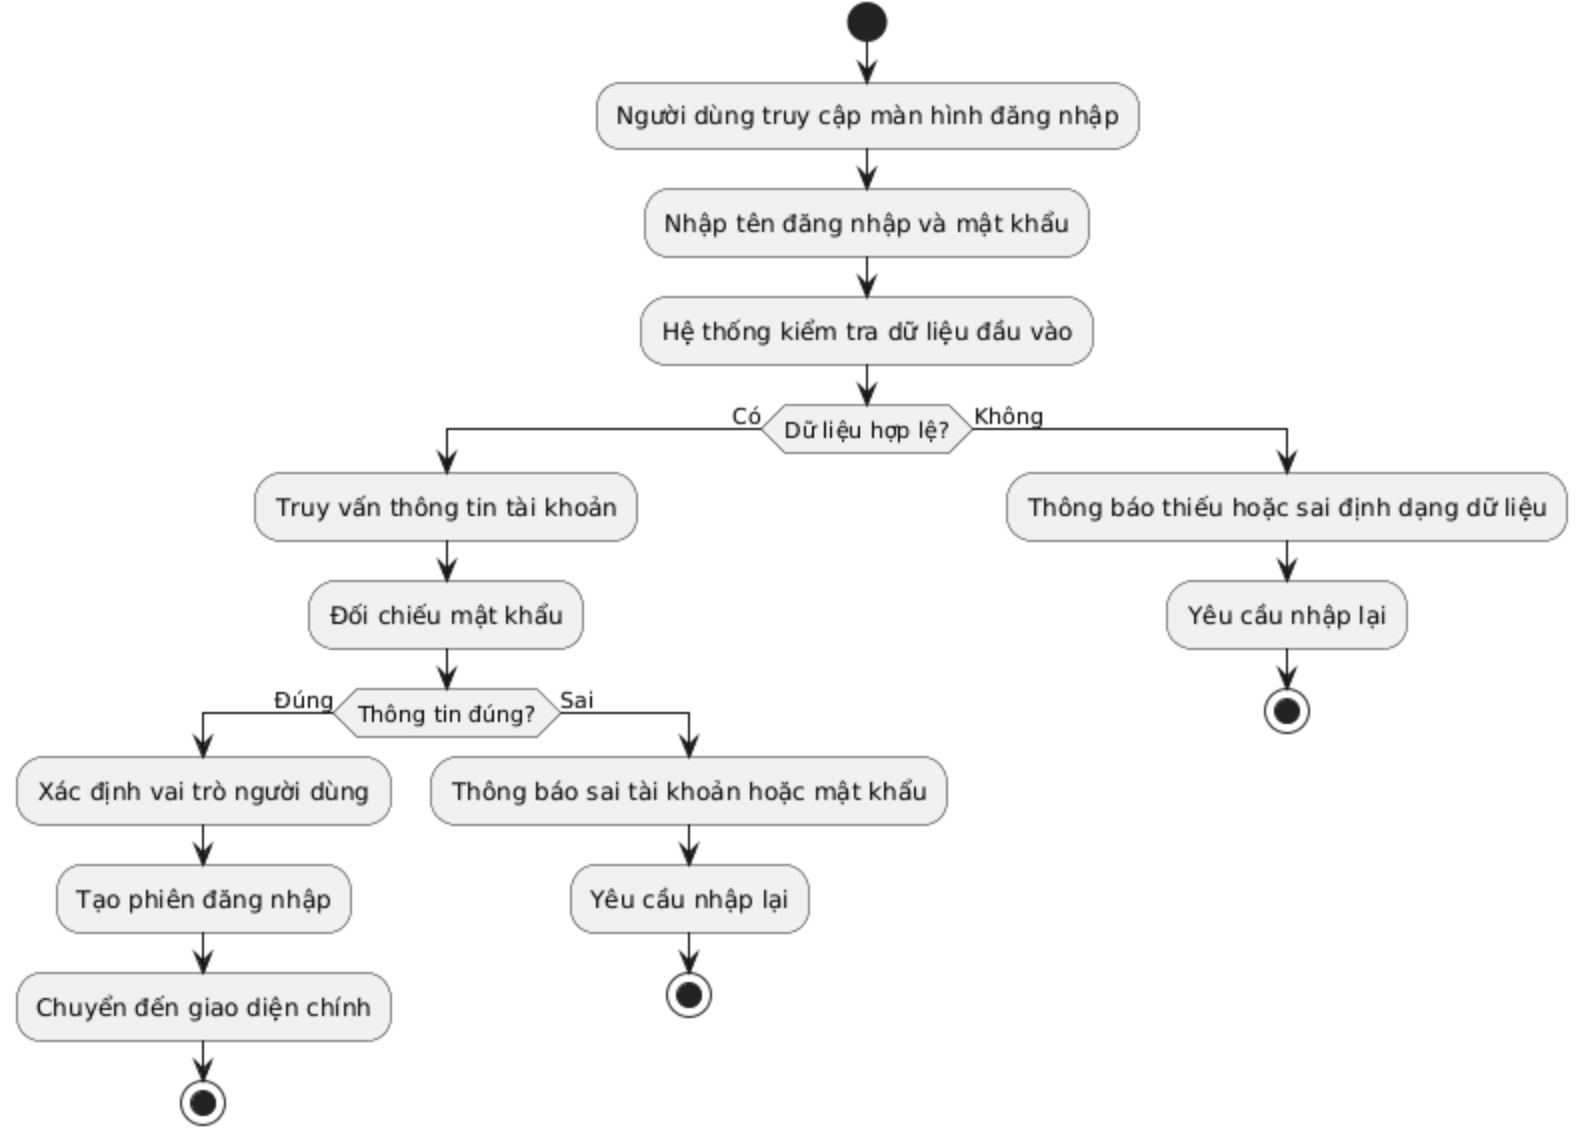 Người dùng truy cập màn hình đăng nhập
Nhập tên đăng nhập và mật khẩu
Hệ thống kiểm tra dữ liệu đầu vào
Có
Dữ liệu hợp lệ?
Không
Truy vấn thông tin tài khoản
Thông báo thiếu hoặc sai định dạng dữ liệu
Đối chiếu mật khẩu
Yêu cầu nhập lại
Đúng
Thông tin đúng?
Sai
Xác định vai trò người dùng
Thông báo sai tài khoản hoặc mật khẩu
Tạo phiên đăng nhập
Yêu cầu nhập lại
Chuyển đến giao diện chính